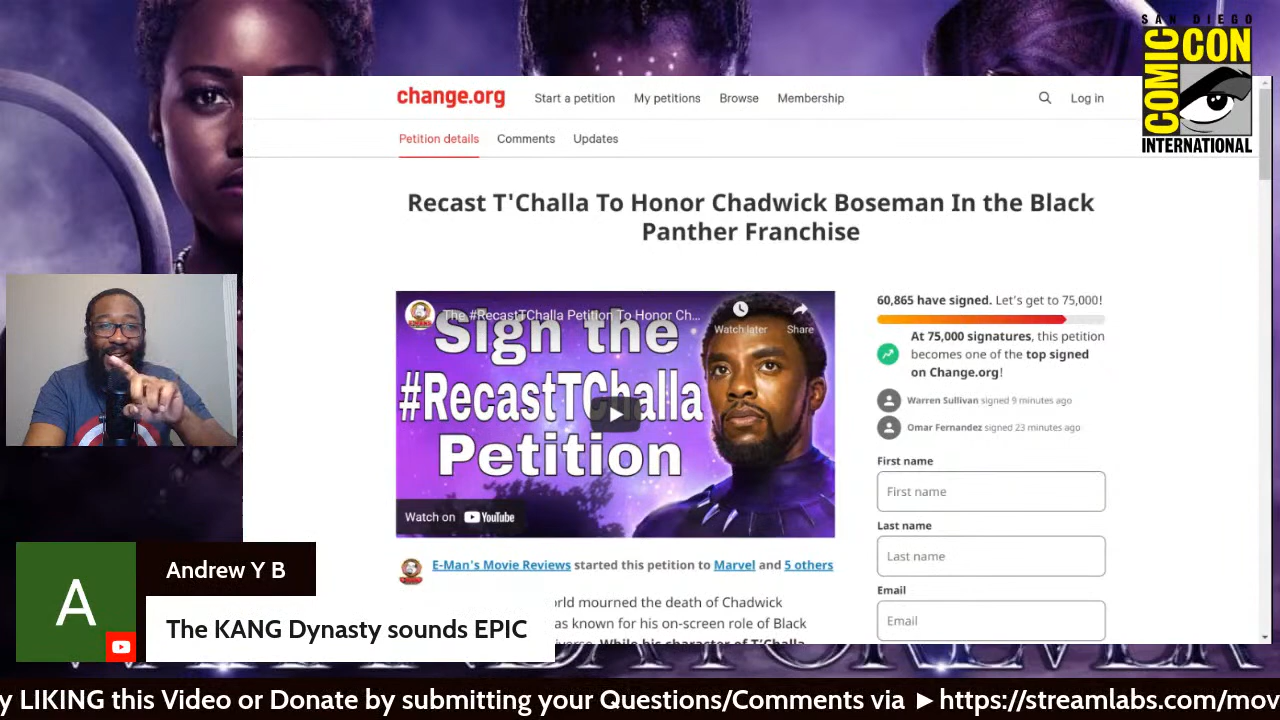 SAN DIEGO
COMIC
CON
INTERNATIONAL
change.org
Start a petition
My petitions
Browse
Membership
Log in
Petition details
Comments
Updates
Recast T'Challa To Honor Chadwick Boseman In the Black
Panther Franchise
The #RecastTChalla Petition To Honor Ch...
Watch later
Share
Sign the
#RecastTChalla
Petition
Watch on YouTube
60,865 have signed. Let's get to 75,000!
At 75,000 signatures, this petition
becomes one of the top signed
on Change.org!
Warren Sullivan signed 9 minutes ago
Omar Fernandez signed 23 minutes ago
First name
First name
Last name
Last name
Email
Email
E-Man's Movie Reviews started this petition to Marvel and 5 others
rld mourned the death of Chadwick
as known for his on-screen role of Black
While his character of T'Challa
A
Andrew Y B
The KANG Dynasty sounds EPIC
y LIKING this Video or Donate by submitting your Questions/Comments via ►https://streamlabs.com/mov